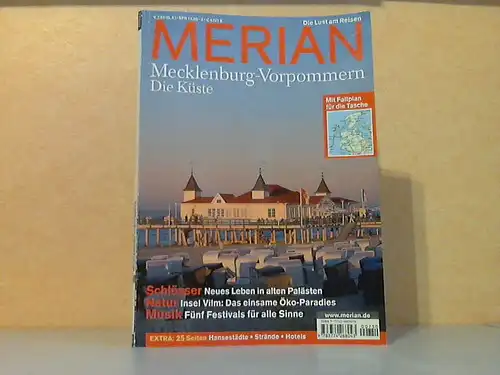 Die Lust am Reisen
MERIAN
Mecklenburg-Vorpommern
Die Küste
Mit Faltplan
für die Tasche
Schlösser Neues Leben in alten Palästen
Natur Insel Vilm: Das einsame Öko-Paradies
Musik Fünf Festivals für alle Sinne
www.merian.de
EXTRA: 25 Seiten Hansestädte • Strände • Hotels